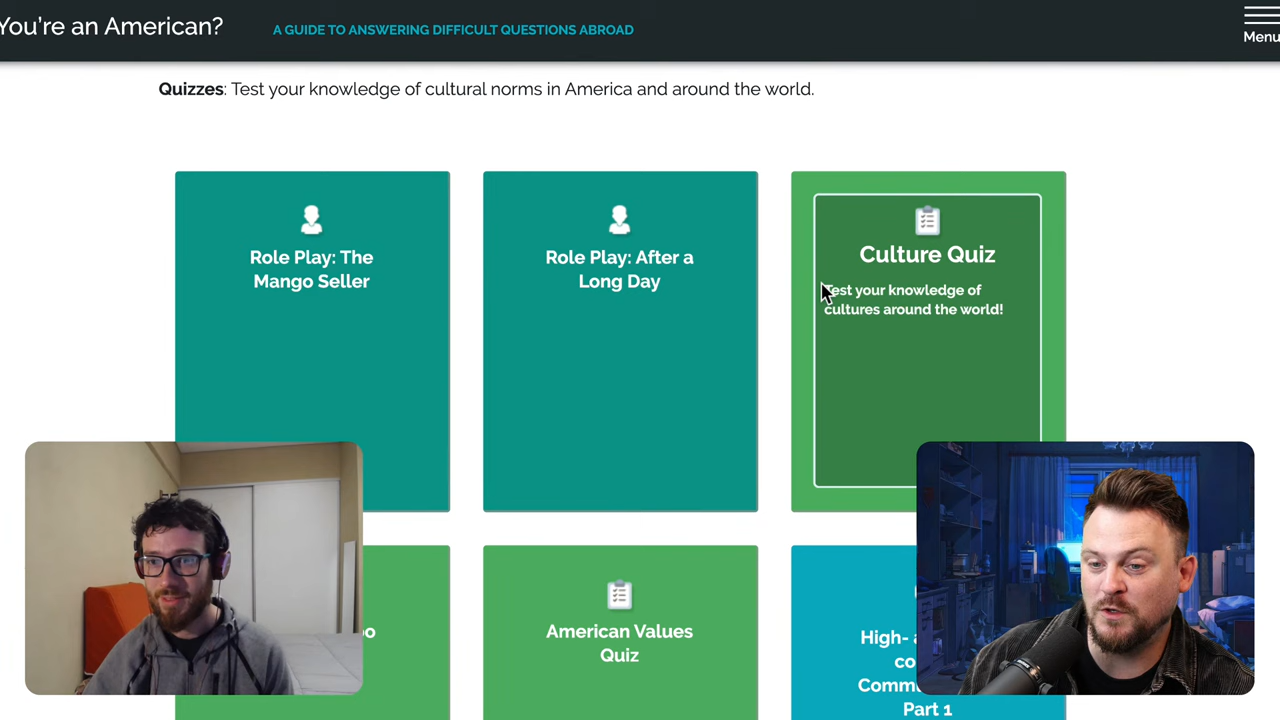 You're an American?
A GUIDE TO ANSWERING DIFFICULT QUESTIONS ABROAD
Menu
Quizzes: Test your knowledge of cultural norms in America and around the world.
Role Play: The
Mango Seller
Role Play: After a
Long Day
Culture Quiz
Test your knowledge of
cultures around the world!
American Values
Quiz
High-
Part 1